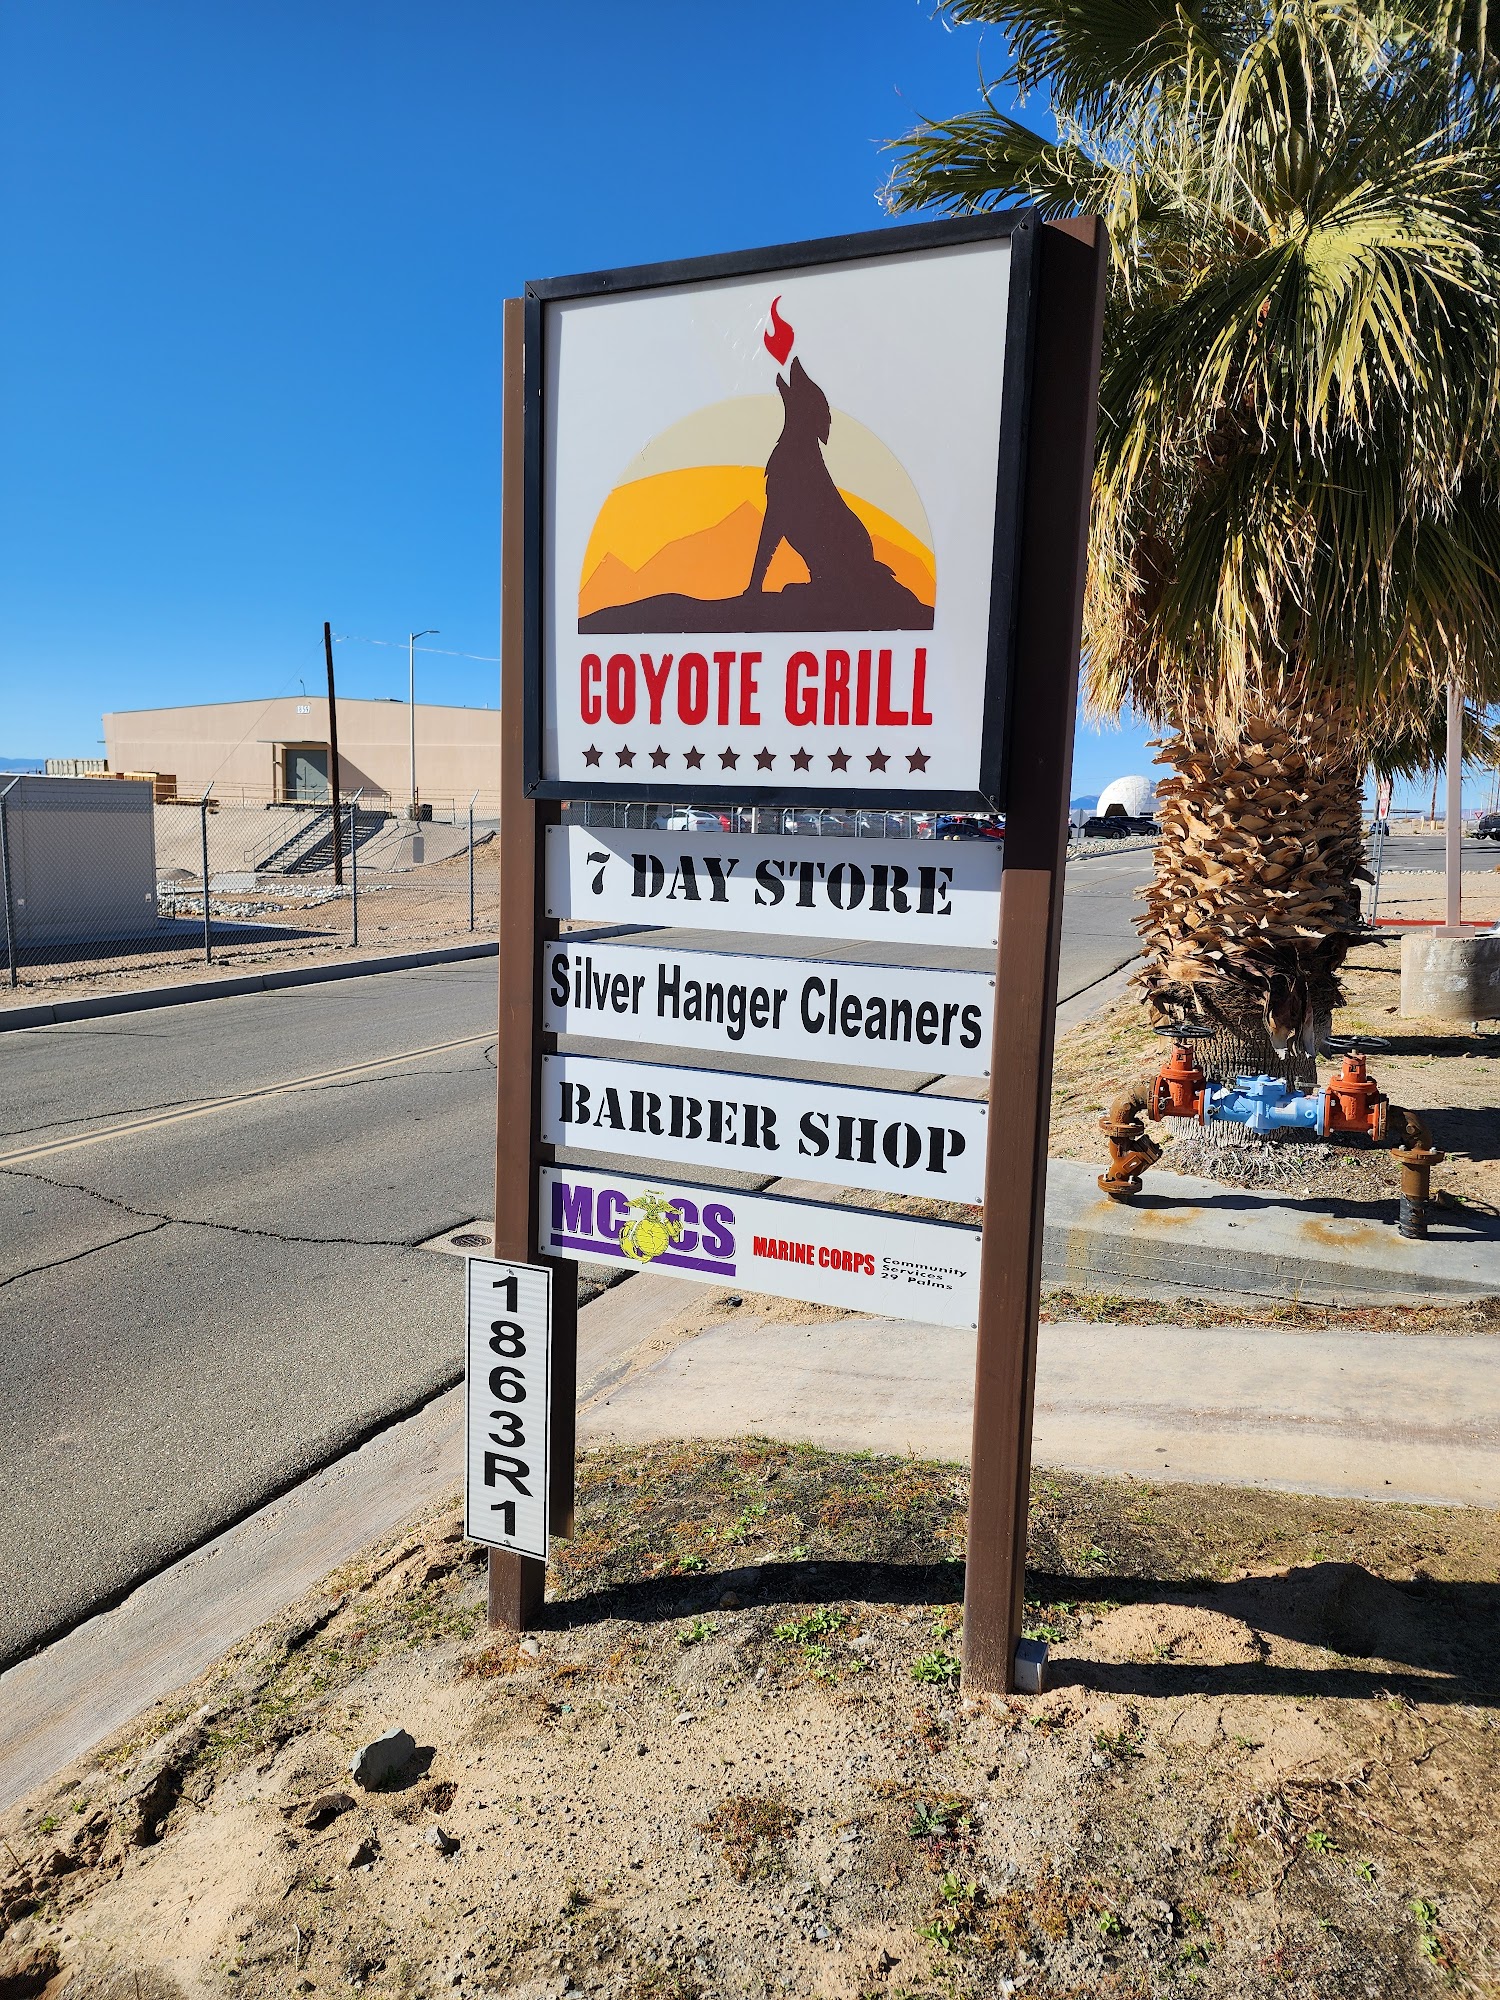 COYOTE GRILL
7 DAY STORE
Silver Hanger Cleaners
BARBER SHOP
MCCS
MARINE CORPS
Community
Services
29 Palms
1863R1